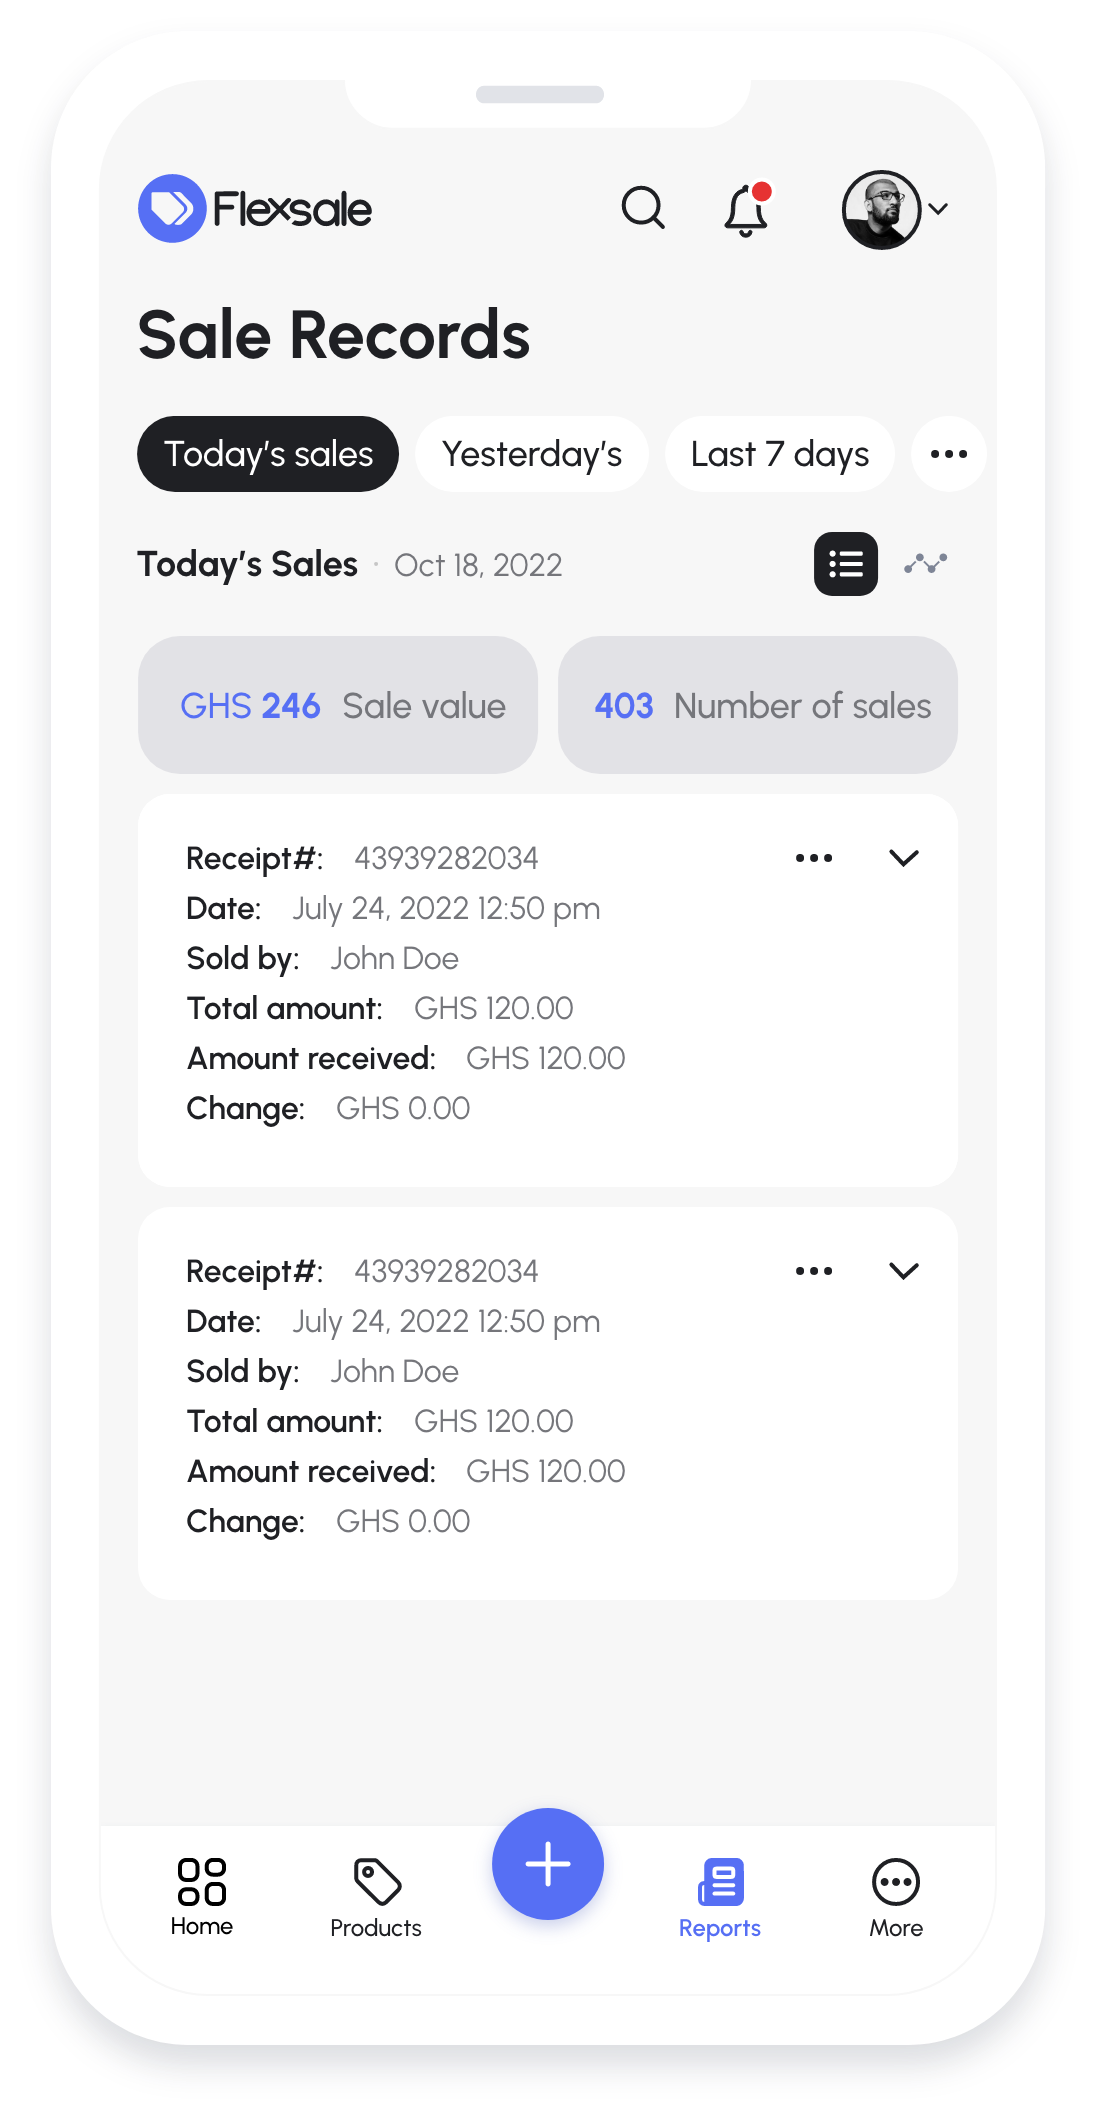 Flexsale
Sale Records
Today's sales Yesterday's Last 7 days
Today's Sales · Oct 18, 2022
GHS 246 Sale value 403 Number of sales
Receipt#: 43939282034
Date: July 24, 2022 12:50 pm
Sold by: John Doe
Total amount: GHS 120.00
Amount received: GHS 120.00
Change: GHS 0.00
Receipt#: 43939282034
Date: July 24, 2022 12:50 pm
Sold by: John Doe
Total amount: GHS 120.00
Amount received: GHS 120.00
Change: GHS 0.00
Home Products Reports More